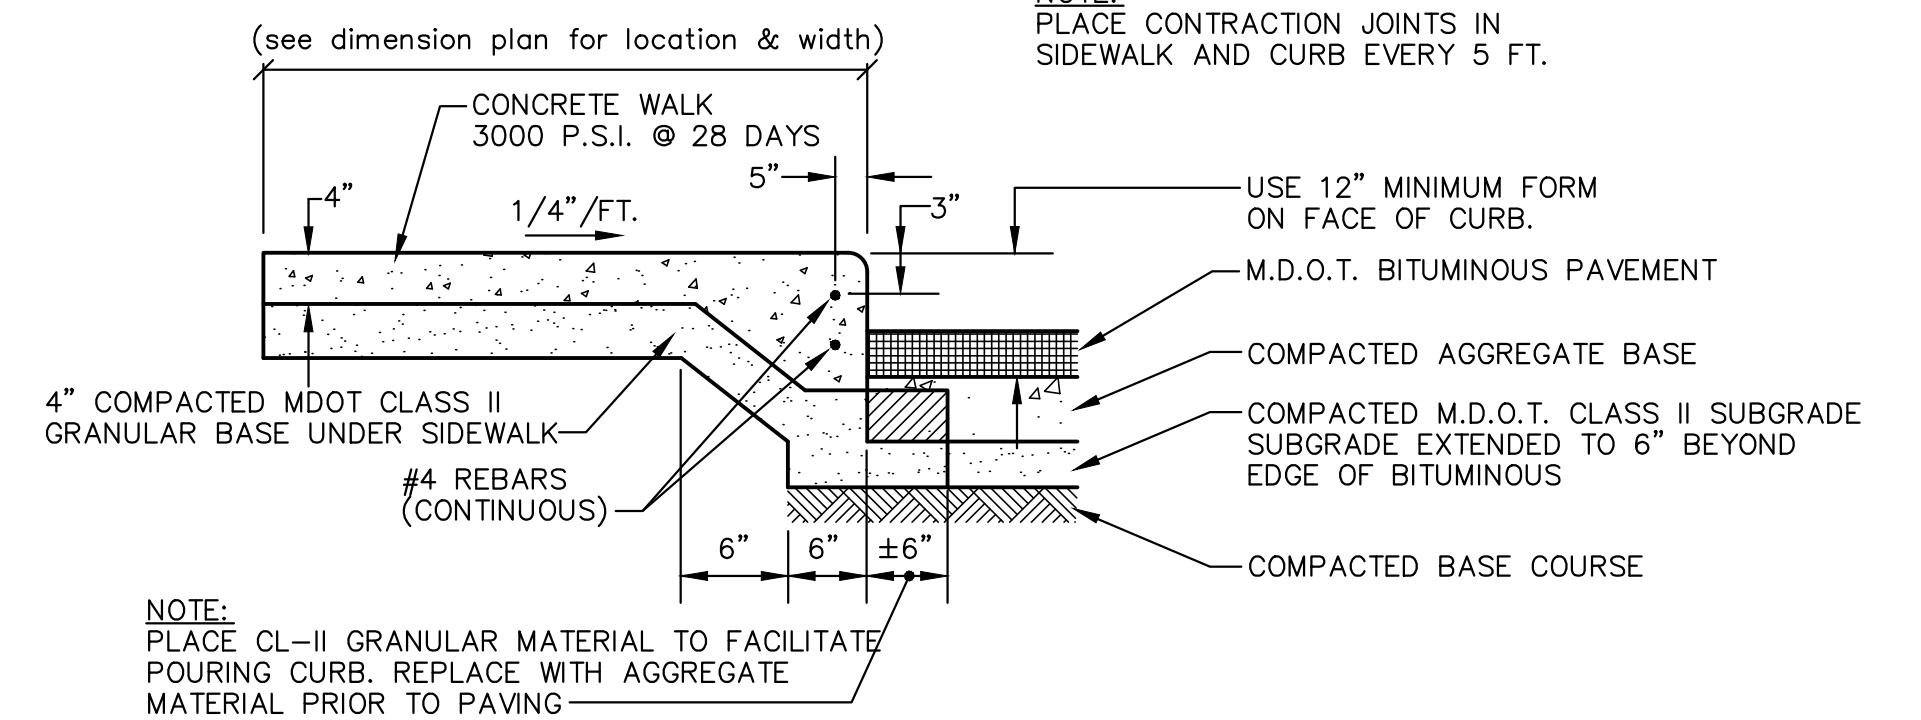 NOTE:
PLACE CONTRACTION JOINTS IN
SIDEWALK AND CURB EVERY 5 FT.
(see dimension plan for location & width)
CONCRETE WALK
3000 P.S.I. @ 28 DAYS
5”
4”
1/4”/FT.
3”
USE 12” MINIMUM FORM
ON FACE OF CURB.
M.D.O.T. BITUMINOUS PAVEMENT
COMPACTED AGGREGATE BASE
4” COMPACTED MDOT CLASS II
GRANULAR BASE UNDER SIDEWALK
COMPACTED M.D.O.T. CLASS II SUBGRADE
SUBGRADE EXTENDED TO 6” BEYOND
EDGE OF BITUMINOUS
#4 REBARS
(CONTINUOUS)
6”
6”
±6”
COMPACTED BASE COURSE
NOTE:
PLACE CL–II GRANULAR MATERIAL TO FACILITATE
POURING CURB. REPLACE WITH AGGREGATE
MATERIAL PRIOR TO PAVING